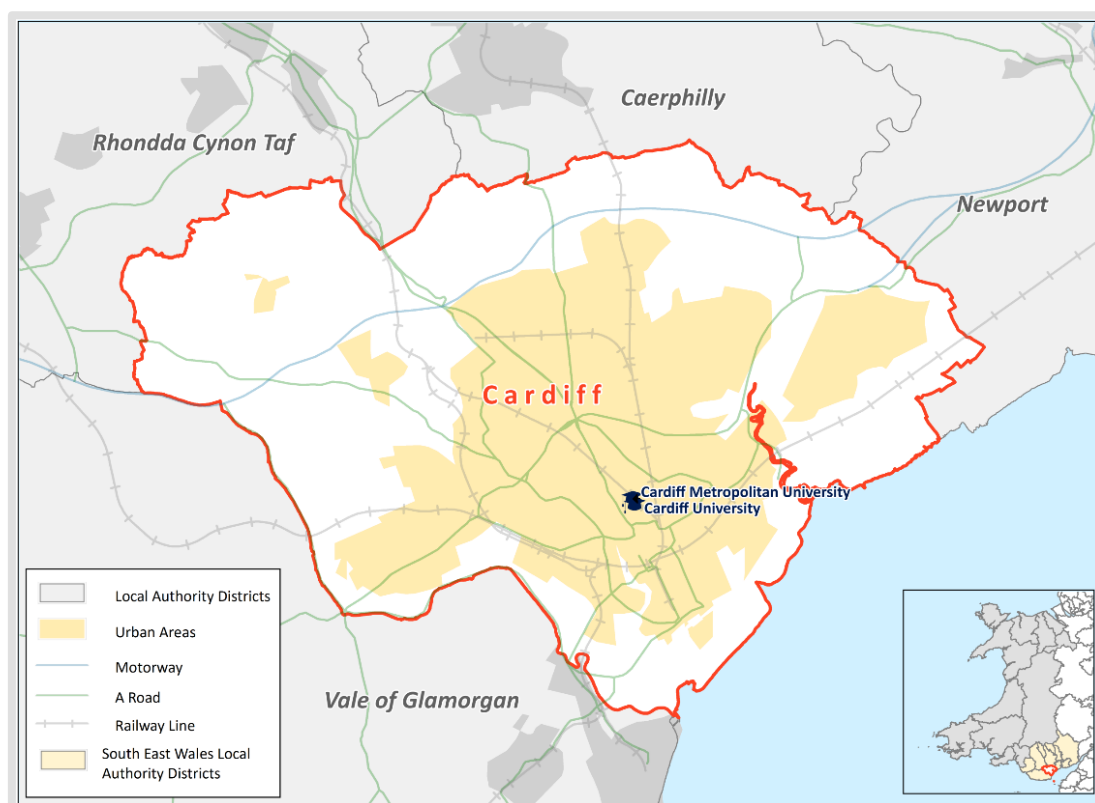 Caerphilly
Rhondda Cynon Taf
Newport
Cardiff
Cardiff Metropolitan University
Cardiff University
Vale of Glamorgan
Local Authority Districts
Urban Areas
Motorway
A Road
Railway Line
South East Wales Local
Authority Districts